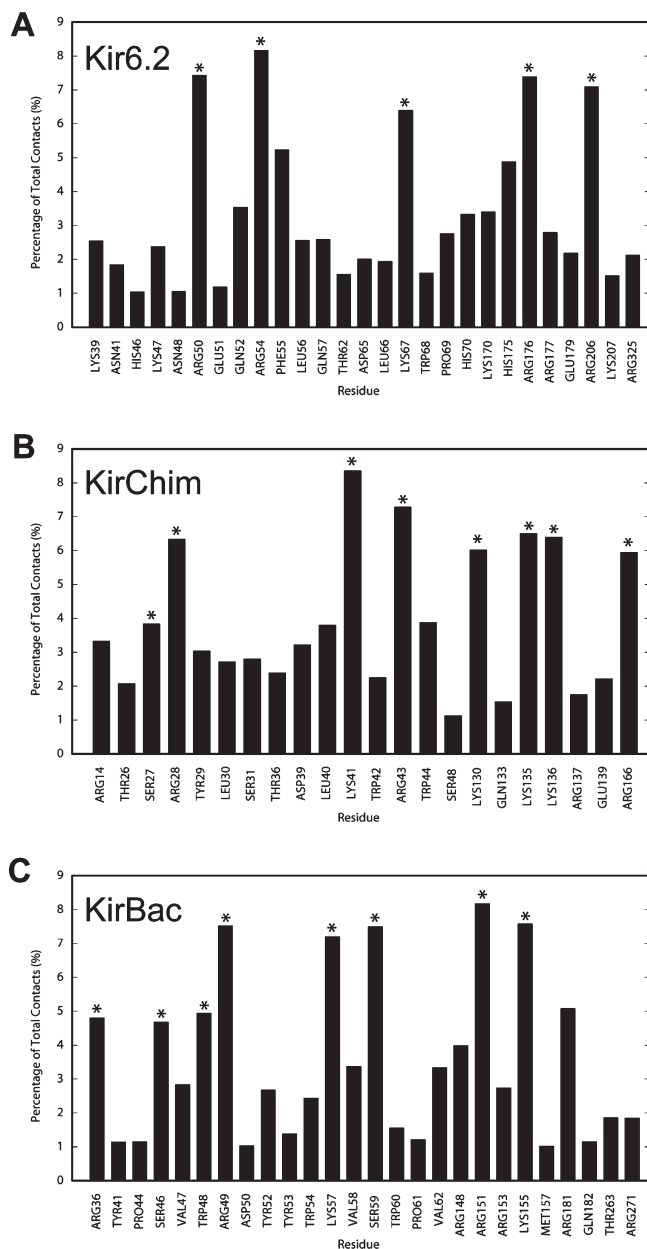 A
Kir6.2
Percentage of Total Contacts (%)
9
8
7
6
5
4
3
2
1
0
* * * * *
LYS39 ASN41 HIS46 LYS47 ASN48 ARG50 GLU51 GLN52 ARG54 PHE55 LEU56 GLN57 THR62 ASP65 LEU66 LYS67 TRP68 PRO69 HIS70 LYS170 HIS175 ARG176 ARG177 GLU179 ARG206 LYS207 ARG325
Residue
B
KirChim
Percentage of Total Contacts (%)
9
8
7
6
5
4
3
2
1
0
* * * * * * * *
ARG14 THR26 SER27 ARG28 TYR29 LEU30 SER31 THR36 ASP39 LEU40 LYS41 TRP42 ARG43 TRP44 SER48 LYS130 GLN133 LYS135 LYS136 ARG137 GLU139 ARG166
Residue
C
KirBac
Percentage of Total Contacts (%)
9
8
7
6
5
4
3
2
1
0
* * * * * * * *
ARG36 TYR41 PRO44 SER46 VAL47 TRP48 ARG49 ASP50 TYR52 TYR53 TRP54 LYS57 VAL58 SER59 TRP60 PRO61 VAL62 ARG148 ARG151 ARG153 LYS155 MET157 ARG181 GLN182 THR263 ARG271
Residue